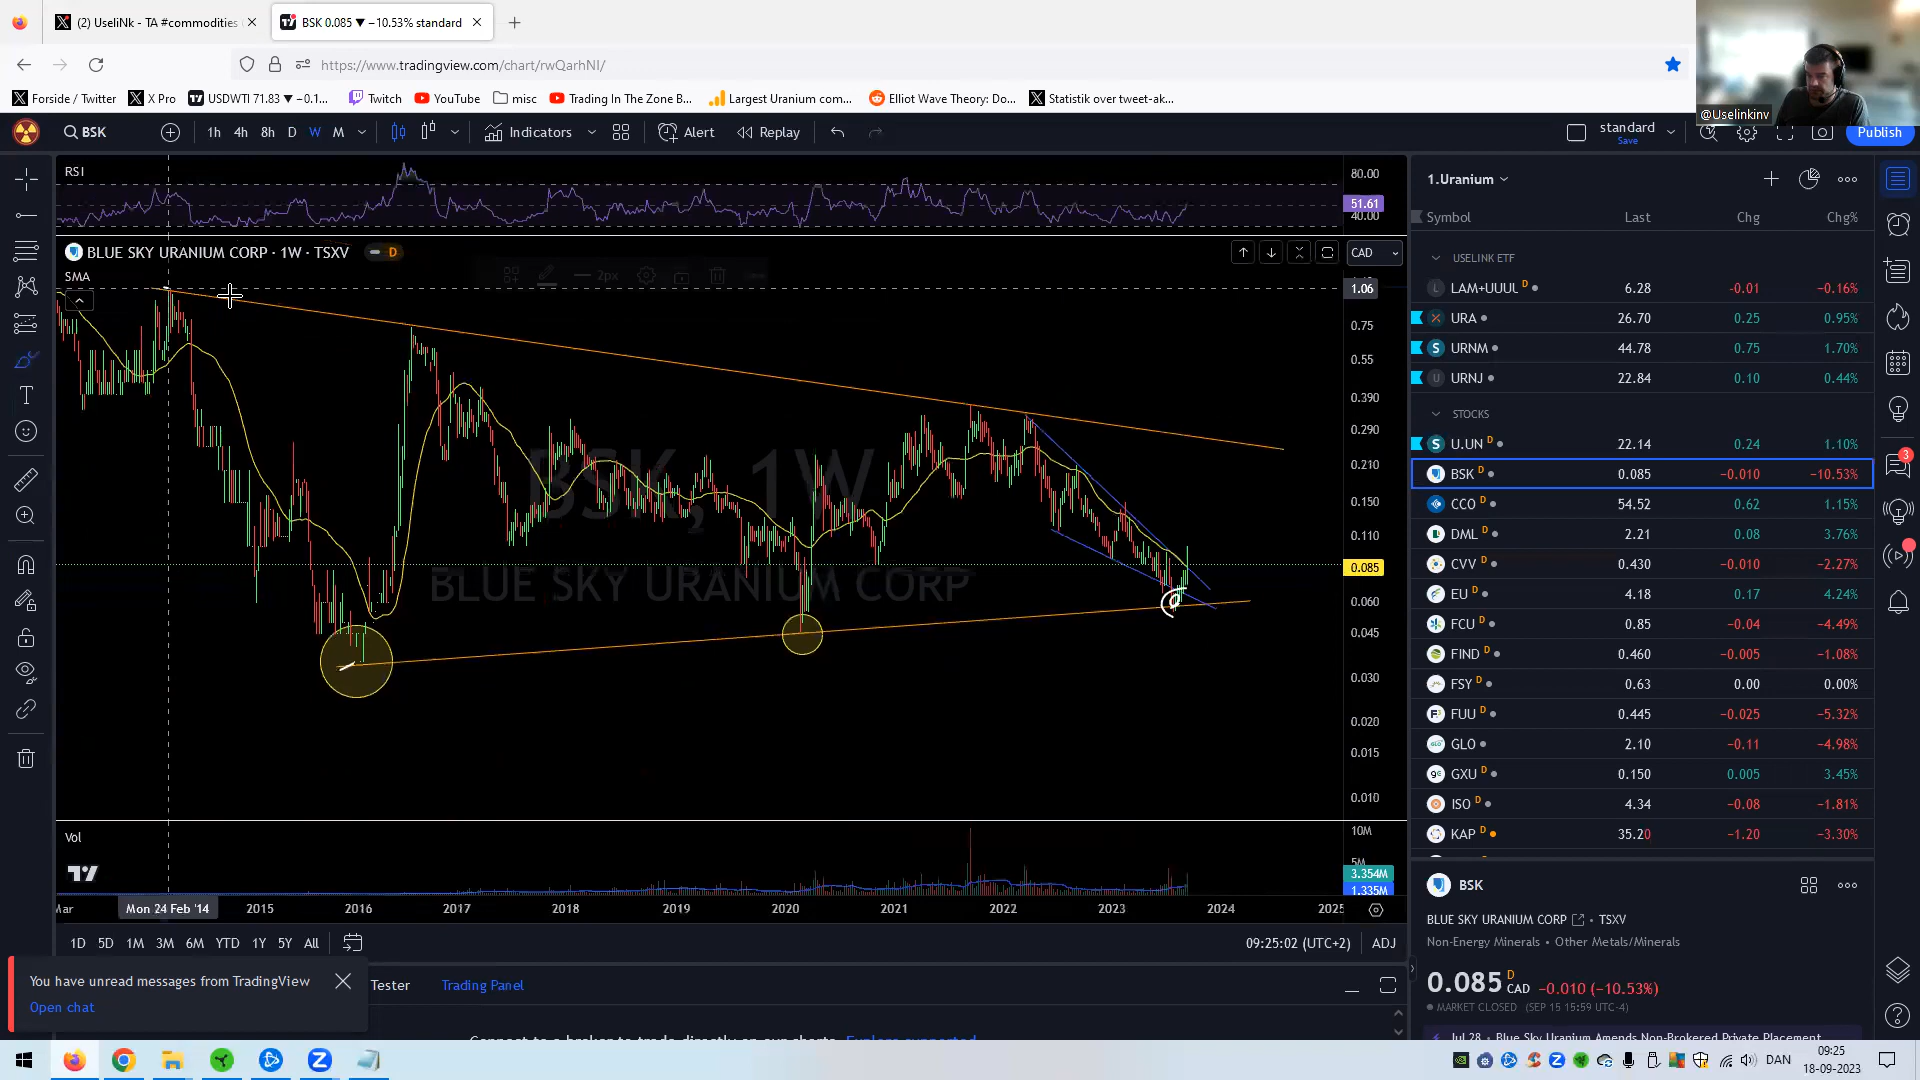 (2) UseliNk - TA #commodities
BSK 0.085 ▼ −10.53% standard
https://www.tradingview.com/chart/rwQarhNI/
Forside / Twitter
X Pro
USDWTI 71.83 ▼ −0.1...
Twitch
YouTube
misc
Trading In The Zone B...
Largest Uranium com...
Elliot Wave Theory: Do...
Statistik over tweet-ak...
@Uselinkinv
BSK
1h 4h 8h D W M
Indicators
Alert
Replay
standard
Save
Publish
RSI
80.00
51.61
40.00
BLUE SKY URANIUM CORP · 1W · TSXV
D
CAD
SMA
2px
1.06
0.75
0.55
0.390
0.290
0.210
0.150
0.110
0.085
0.060
0.045
0.030
0.020
0.015
0.010
BSK, 1W
BLUE SKY URANIUM CORP
Vol
10M
5M
3.354M
1.335M
Mar
Mon 24 Feb '14
2015 2016 2017 2018 2019 2020 2021 2022 2023 2024 2025
1D 5D 1M 3M 6M YTD 1Y 5Y All
09:25:02 (UTC+2)
ADJ
You have unread messages from TradingView
Open chat
Tester
Trading Panel
1.Uranium
Symbol Last Chg Chg%
USELINK ETF
LAM+UUUU D 6.28 −0.01 −0.16%
URA 26.70 0.25 0.95%
URNM 44.78 0.75 1.70%
URNJ 22.84 0.10 0.44%
STOCKS
U.UN D 22.14 0.24 1.10%
BSK D 0.085 −0.010 −10.53%
CCO D 54.52 0.62 1.15%
DML D 2.21 0.08 3.76%
CVV D 0.430 −0.010 −2.27%
EU D 4.18 0.17 4.24%
FCU D 0.85 −0.04 −4.49%
FIND D 0.460 −0.005 −1.08%
FSY D 0.63 0.00 0.00%
FUU D 0.445 −0.025 −5.32%
GLO 2.10 −0.11 −4.98%
GXU D 0.150 0.005 3.45%
ISO D 4.34 −0.08 −1.81%
KAP D 35.20 −1.20 −3.30%
3
BSK
BLUE SKY URANIUM CORP · TSXV
Non-Energy Minerals • Other Metals/Minerals
0.085 D CAD −0.010 (−10.53%)
MARKET CLOSED (SEP 15 15:59 UTC-4)
Jul 28 • Blue Sky Uranium Amends Non-Brokered Private Placement
DAN
09:25
18-09-2023